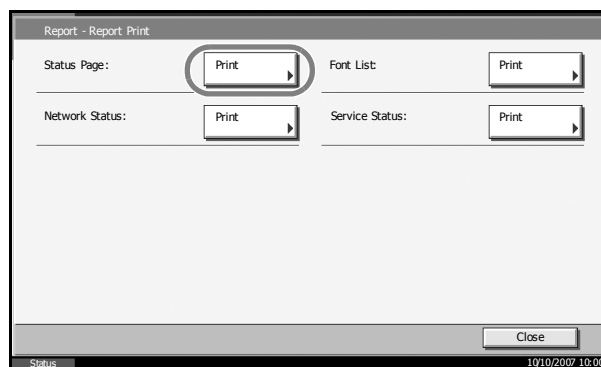 Report - Report Print
Status Page: Print Font List: Print
Network Status: Print Service Status: Print
Close
Status 10/10/2007 10:00